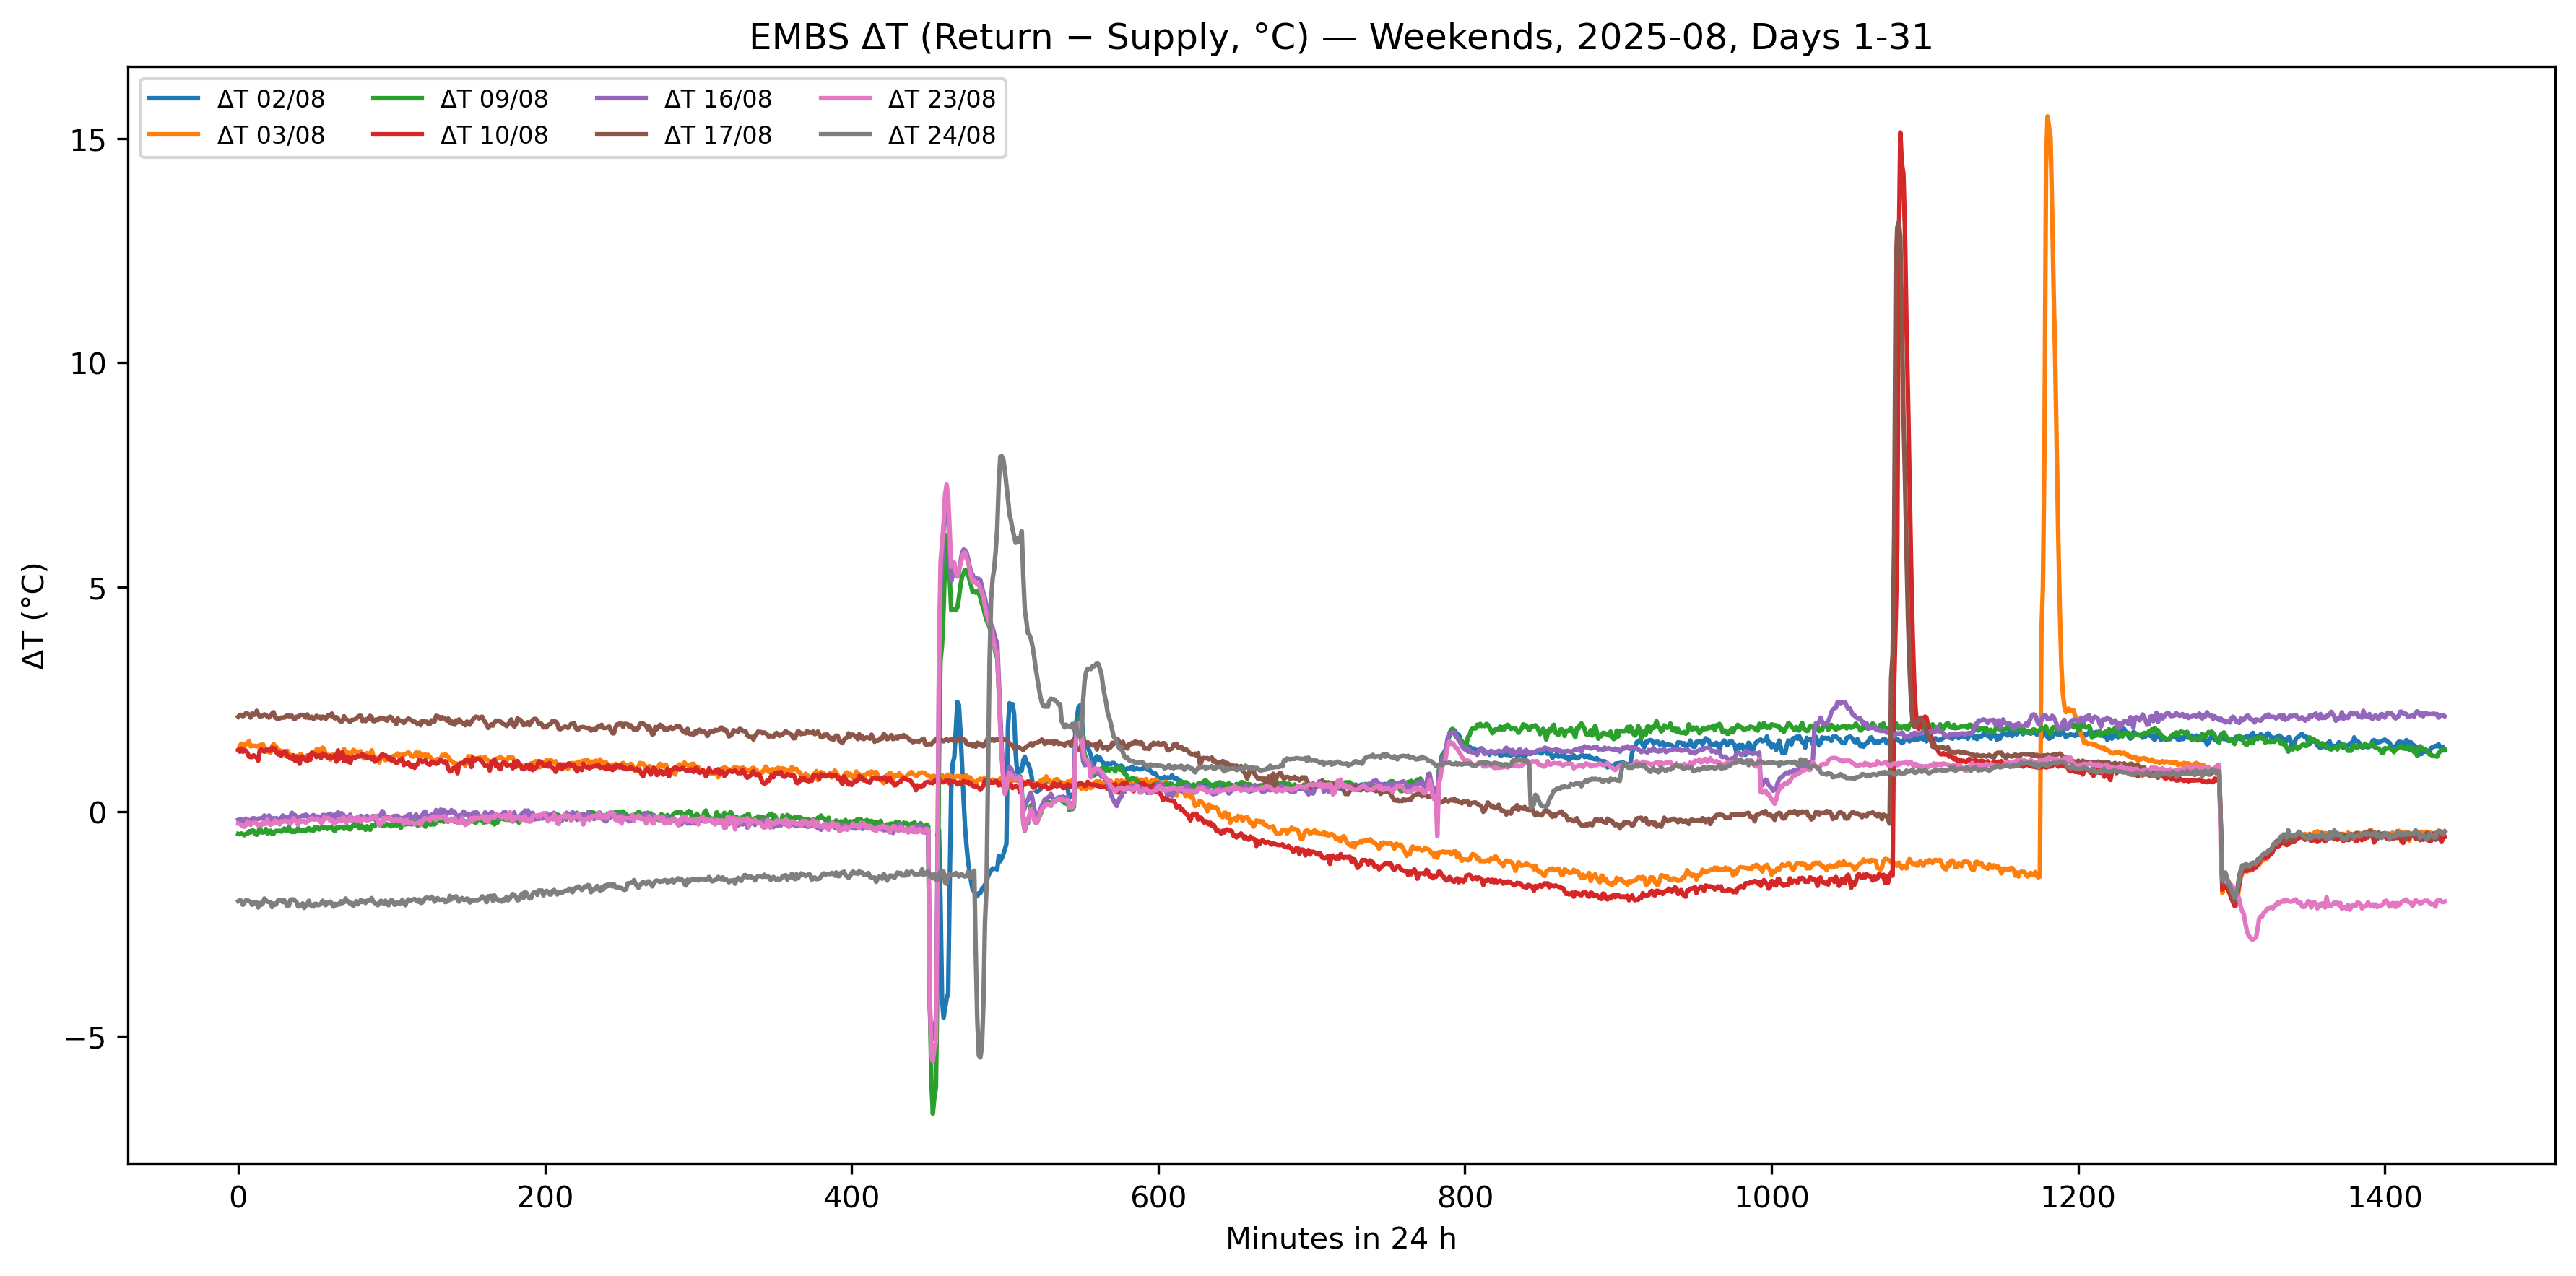 EMBS ΔT (Return − Supply, °C) — Weekends, 2025-08, Days 1-31
ΔT 02/08 ΔT 09/08 ΔT 16/08 ΔT 23/08
ΔT 03/08 ΔT 10/08 ΔT 17/08 ΔT 24/08
15
10
5
0
−5
ΔT (°C)
0 200 400 600 800 1000 1200 1400
Minutes in 24 h